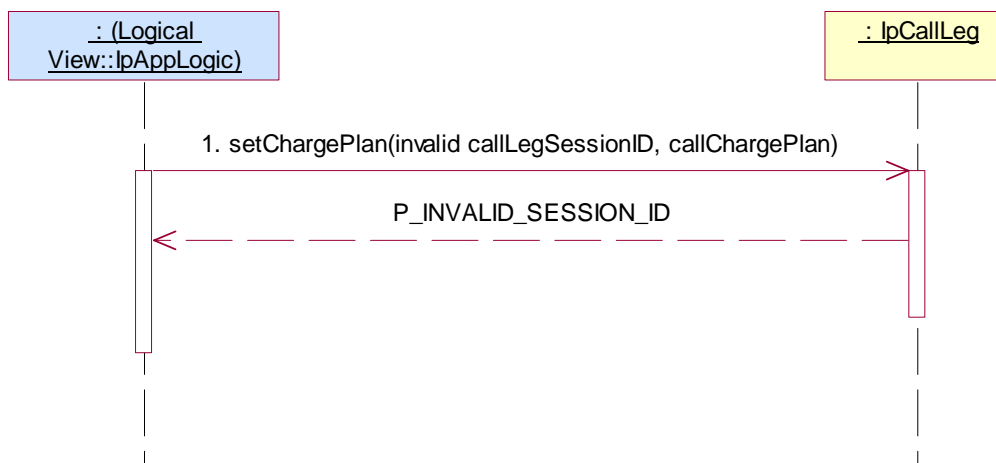 : (Logical
View::IpAppLogic)
: IpCallLeg
1. setChargePlan(invalid callLegSessionID, callChargePlan)
P_INVALID_SESSION_ID